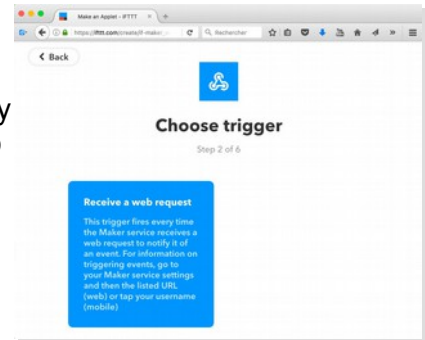 Make an Applet - IFTTT
https://ifttt.com/create/if-maker_
Rechercher
Back
Choose trigger
Step 2 of 6
Receive a web request
This trigger fires every time
the Maker service receives a
web request to notify it of
an event. For information on
triggering events, go to
your Maker service settings
and then the listed URL
(web) or tap your username
(mobile)
y